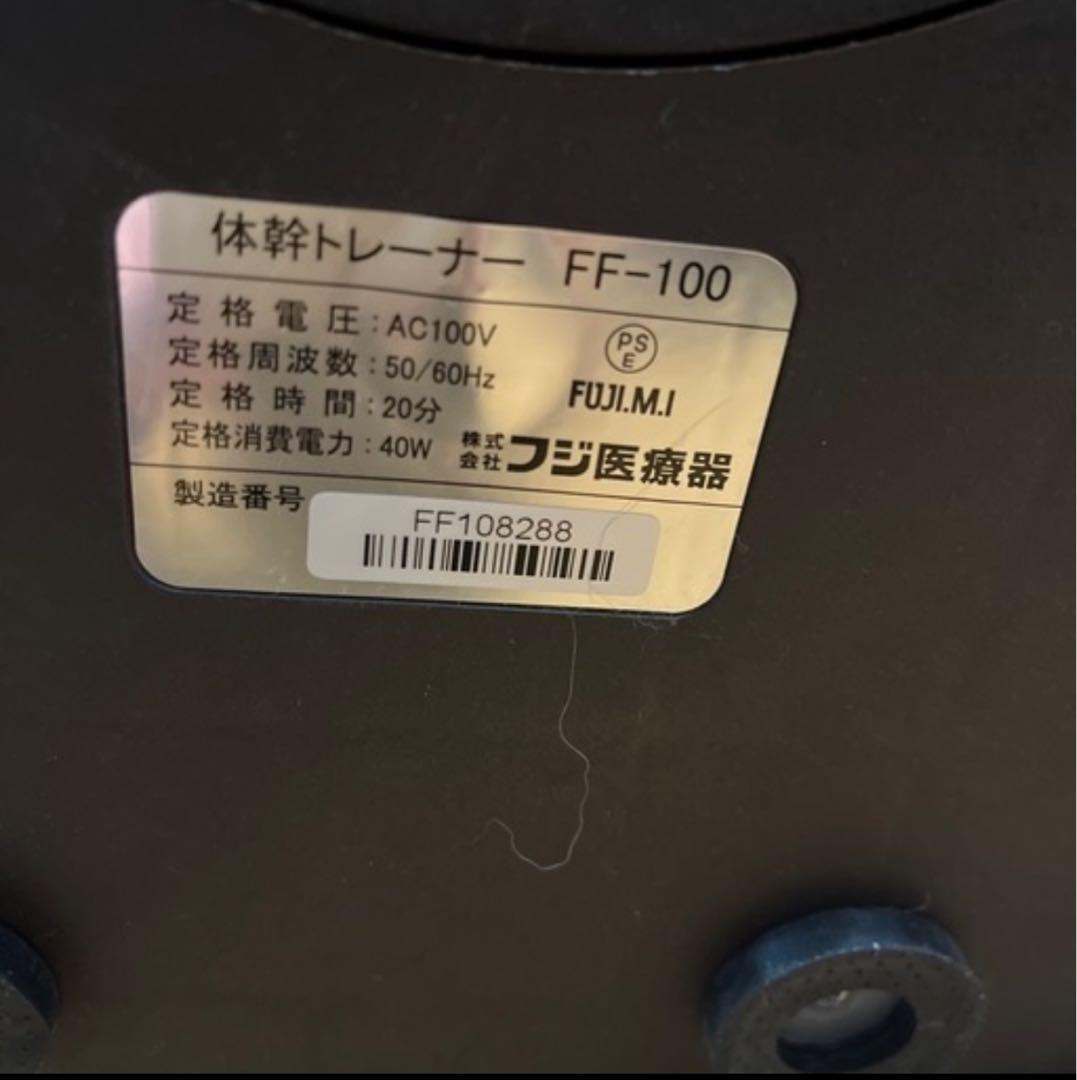 体幹トレーナー FF-100
定格電圧:AC100V
定格周波数:50/60Hz
定格時間:20分
定格消費電力:40W
PS
E
FUJI.M.I
株式
会社
フジ医療器
製造番号
FF108288